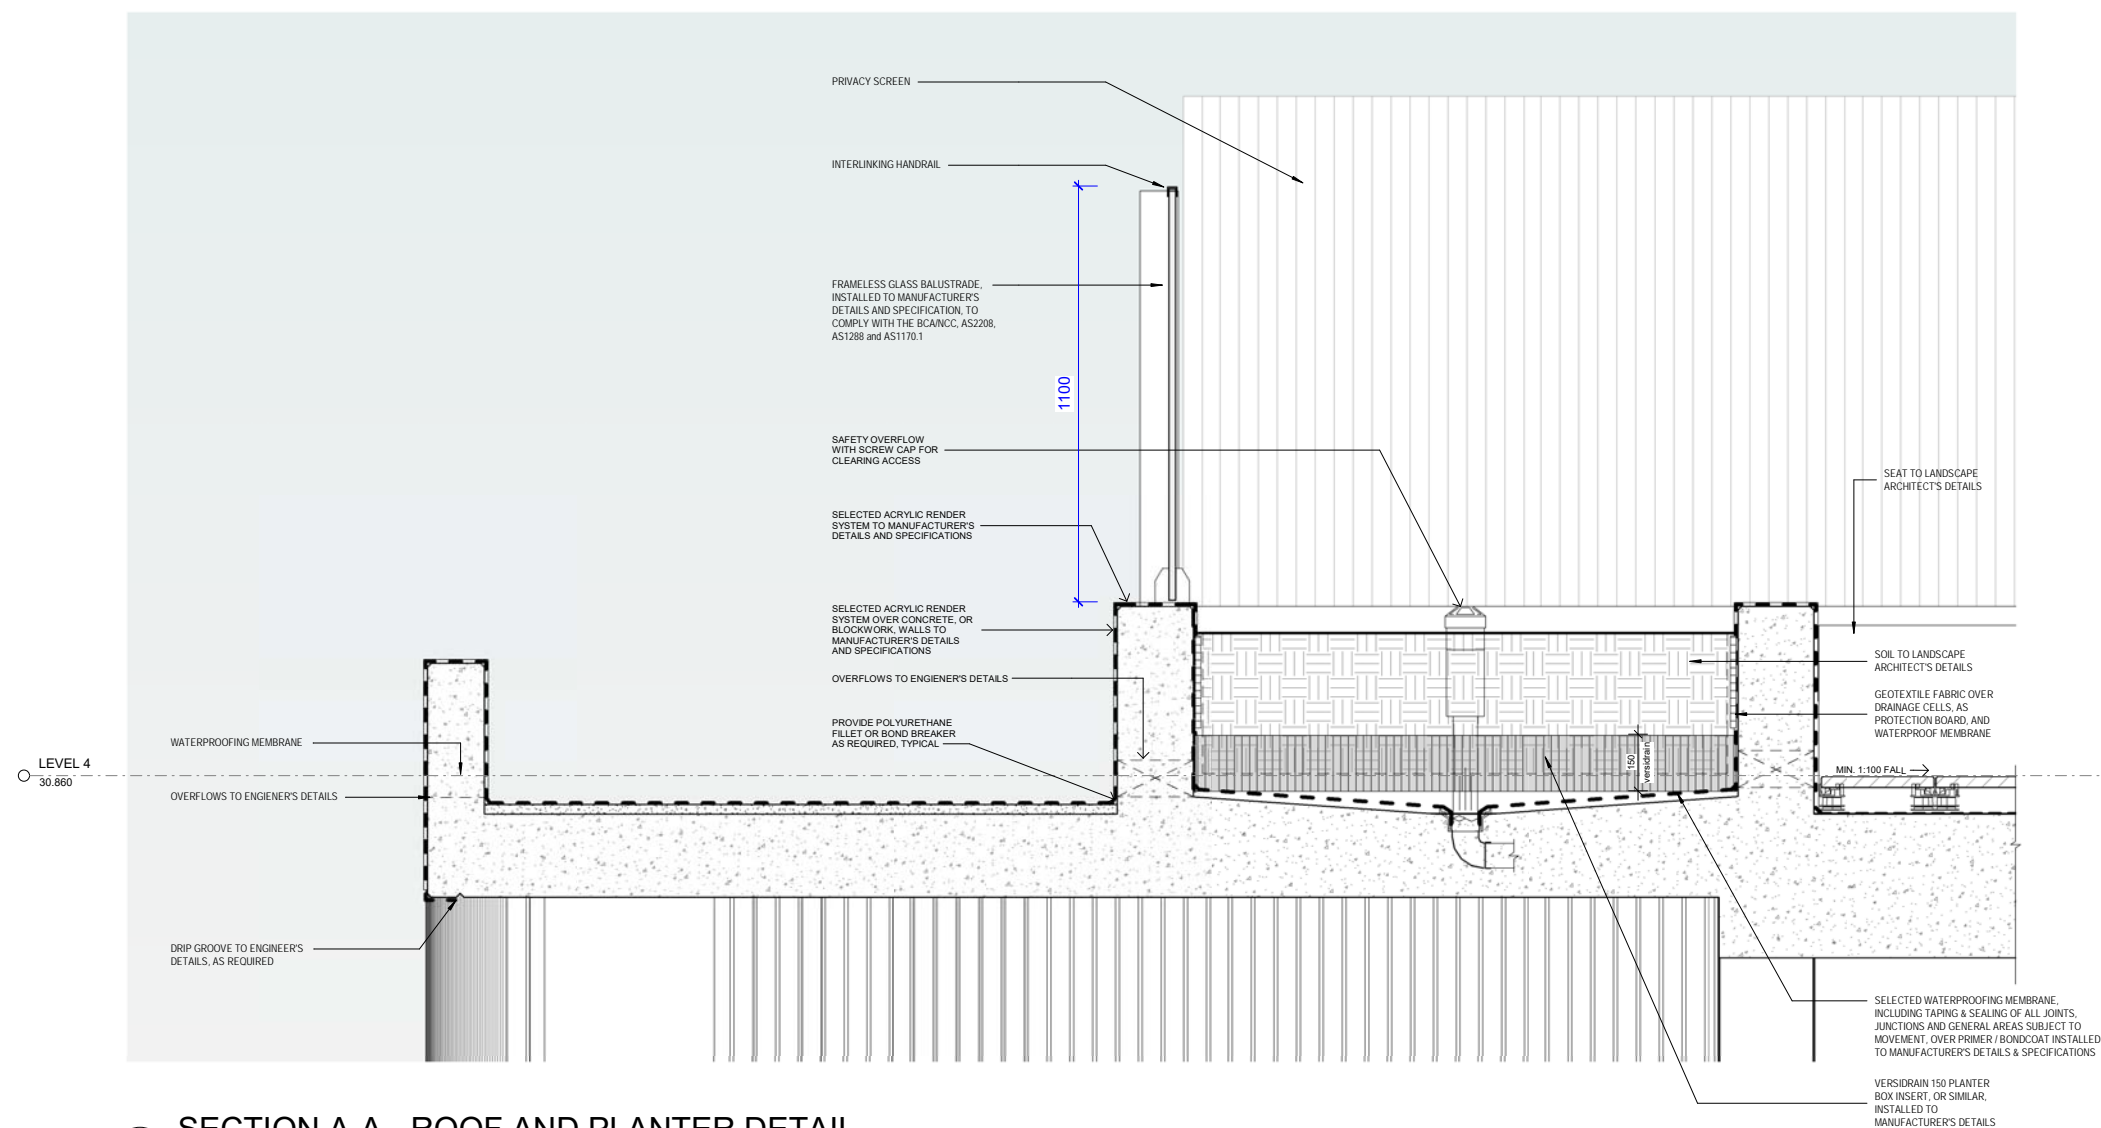 PRIVACY SCREEN
INTERLINKING HANDRAIL
FRAMELESS GLASS BALUSTRADE,
INSTALLED TO MANUFACTURER'S
DETAILS AND SPECIFICATION, TO
COMPLY WITH THE BCA/NCC, AS2208,
AS1288 and AS1170.1
1100
SAFETY OVERFLOW
WITH SCREW CAP FOR
CLEARING ACCESS
SELECTED ACRYLIC RENDER
SYSTEM TO MANUFACTURER'S
DETAILS AND SPECIFICATIONS
SELECTED ACRYLIC RENDER
SYSTEM OVER CONCRETE, OR
BLOCKWORK, WALLS TO
MANUFACTURER'S DETAILS
AND SPECIFICATIONS
OVERFLOWS TO ENGIENER'S DETAILS
PROVIDE POLYURETHANE
FILLET OR BOND BREAKER
AS REQUIRED, TYPICAL
WATERPROOFING MEMBRANE
LEVEL 4
30.860
OVERFLOWS TO ENGIENER'S DETAILS
DRIP GROOVE TO ENGINEER'S
DETAILS, AS REQUIRED
150
versidrain
SEAT TO LANDSCAPE
ARCHITECT'S DETAILS
SOIL TO LANDSCAPE
ARCHITECT'S DETAILS
GEOTEXTILE FABRIC OVER
DRAINAGE CELLS, AS
PROTECTION BOARD, AND
WATERPROOF MEMBRANE
MIN. 1:100 FALL
SELECTED WATERPROOFING MEMBRANE,
INCLUDING TAPING & SEALING OF ALL JOINTS,
JUNCTIONS AND GENERAL AREAS SUBJECT TO
MOVEMENT, OVER PRIMER / BONDCOAT INSTALLED
TO MANUFACTURER'S DETAILS & SPECIFICATIONS
VERSIDRAIN 150 PLANTER
BOX INSERT, OR SIMILAR,
INSTALLED TO
MANUFACTURER'S DETAILS
SECTION A-A - ROOF AND PLANTER DETAIL